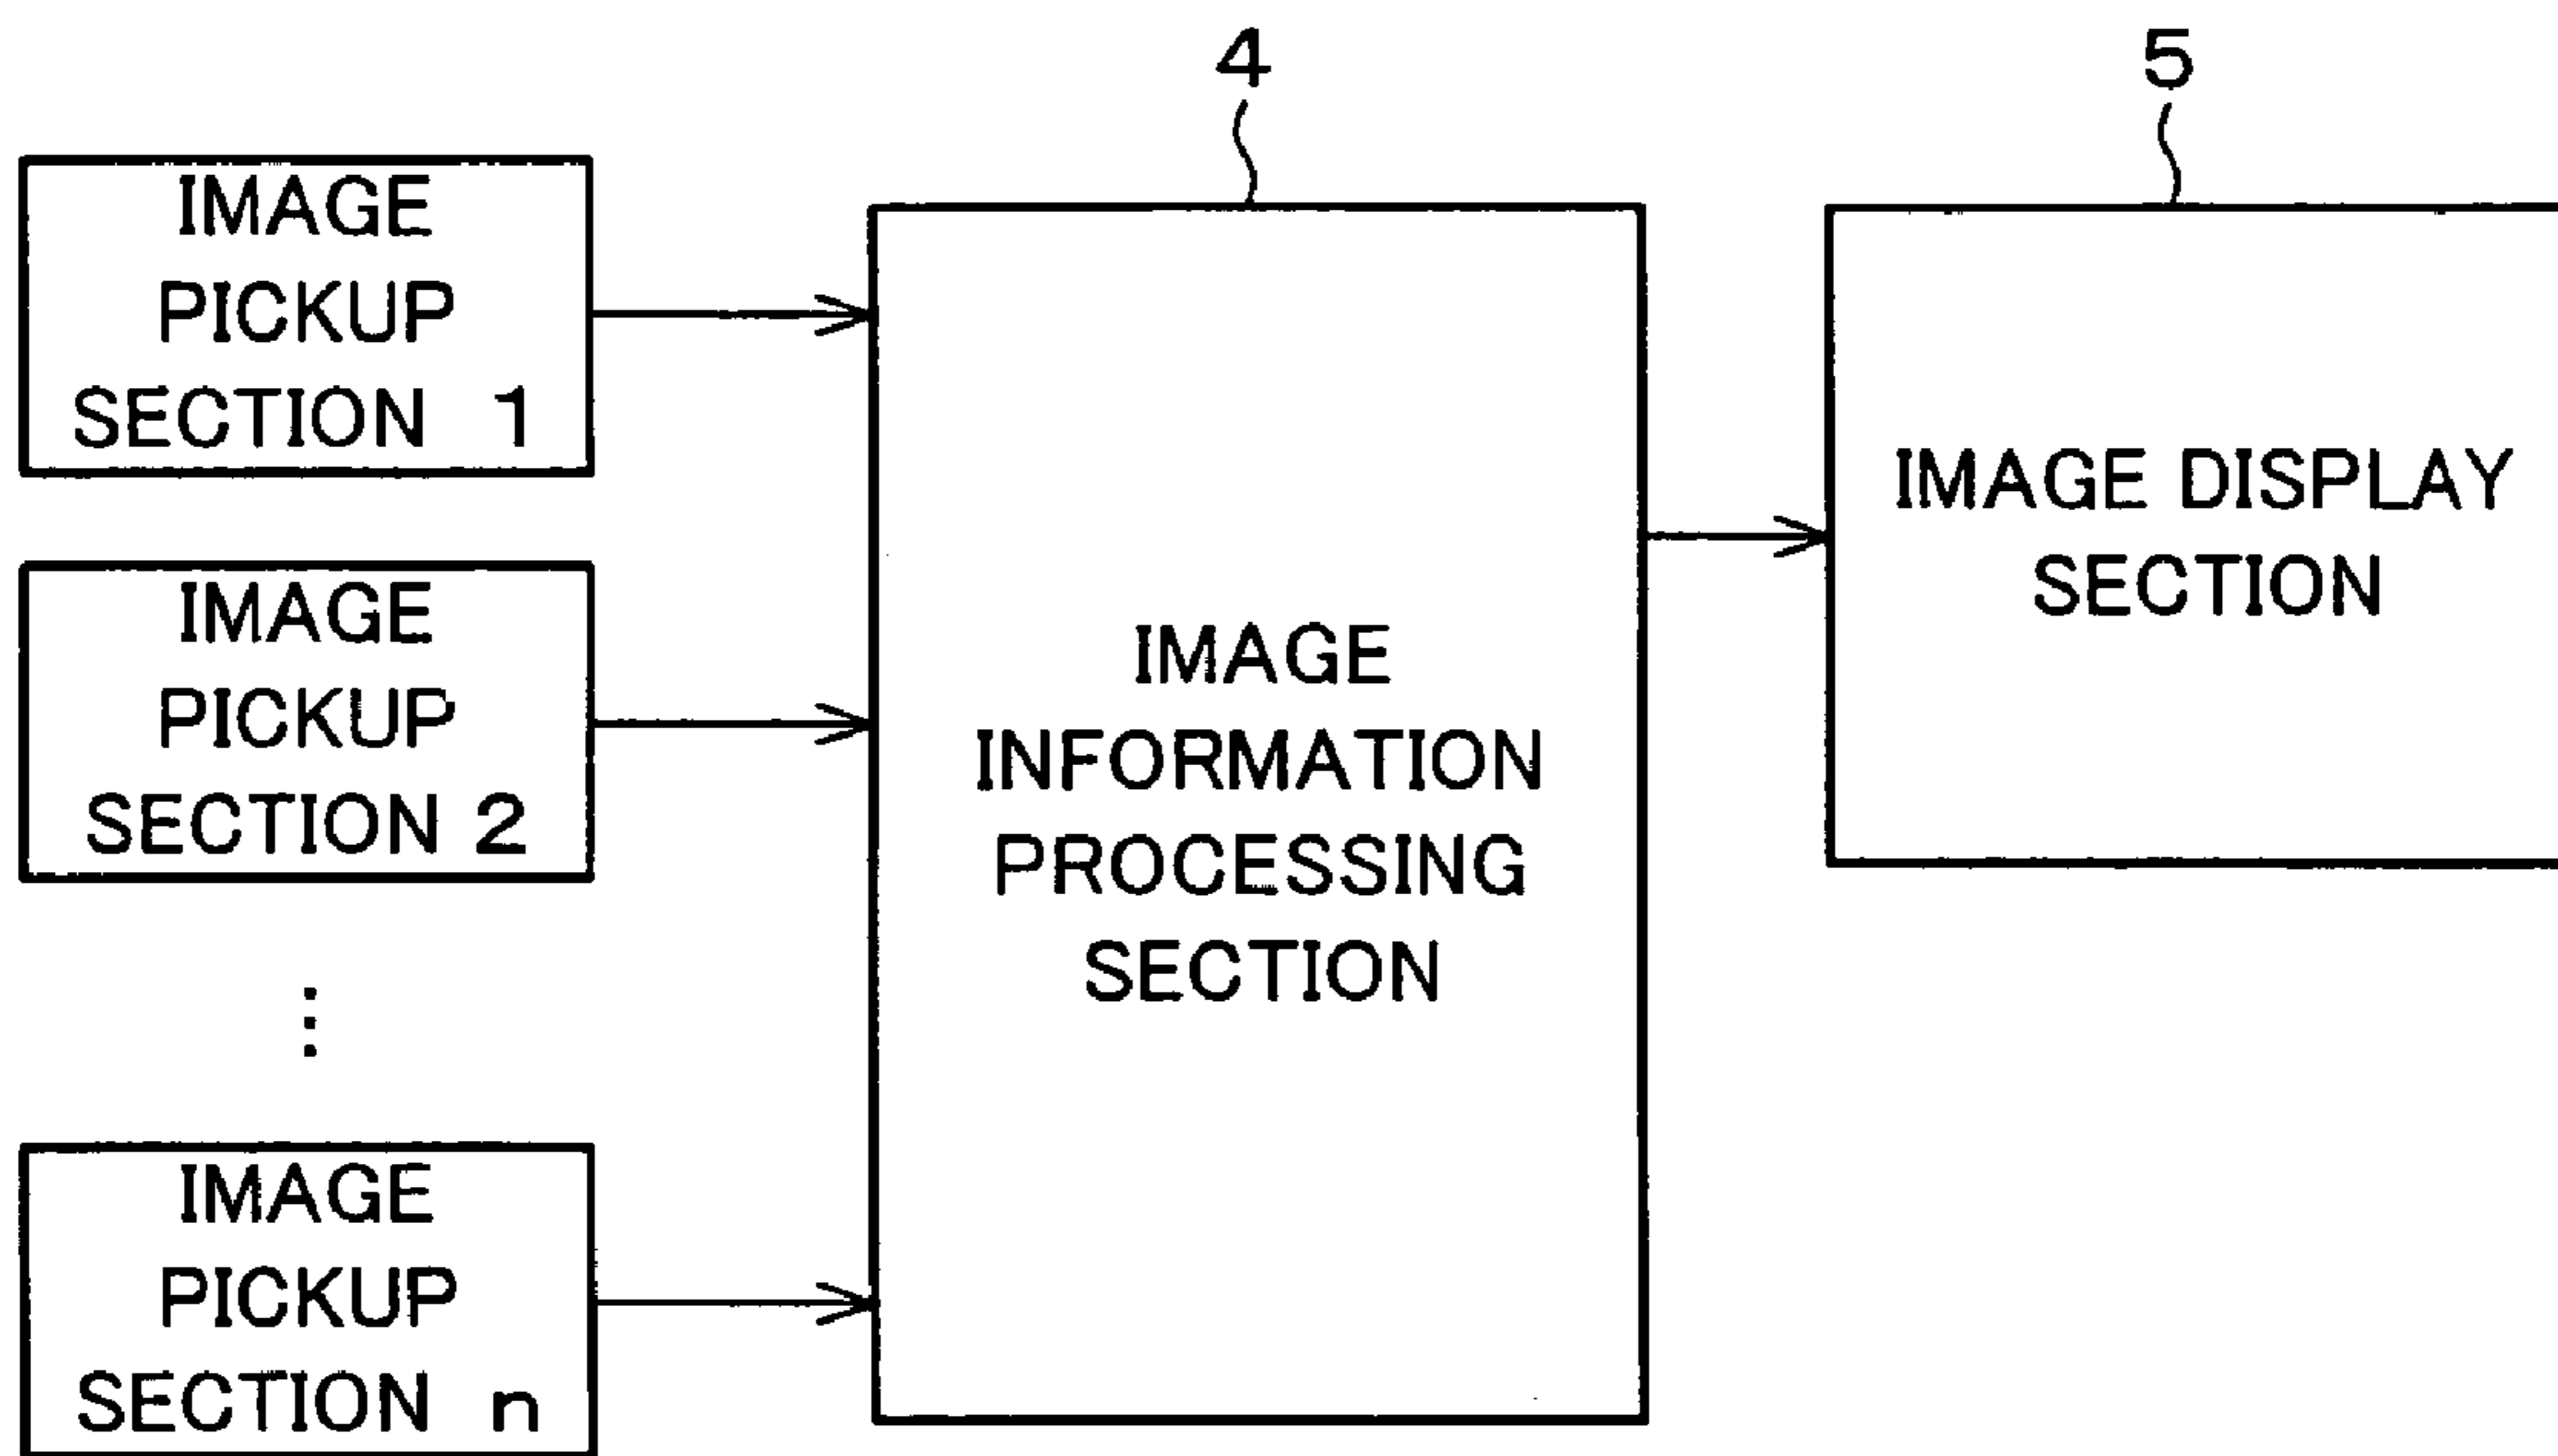 4
5
IMAGE
PICKUP
SECTION 1
IMAGE
PICKUP
SECTION 2
⋮
IMAGE
PICKUP
SECTION n
IMAGE
INFORMATION
PROCESSING
SECTION
IMAGE DISPLAY
SECTION